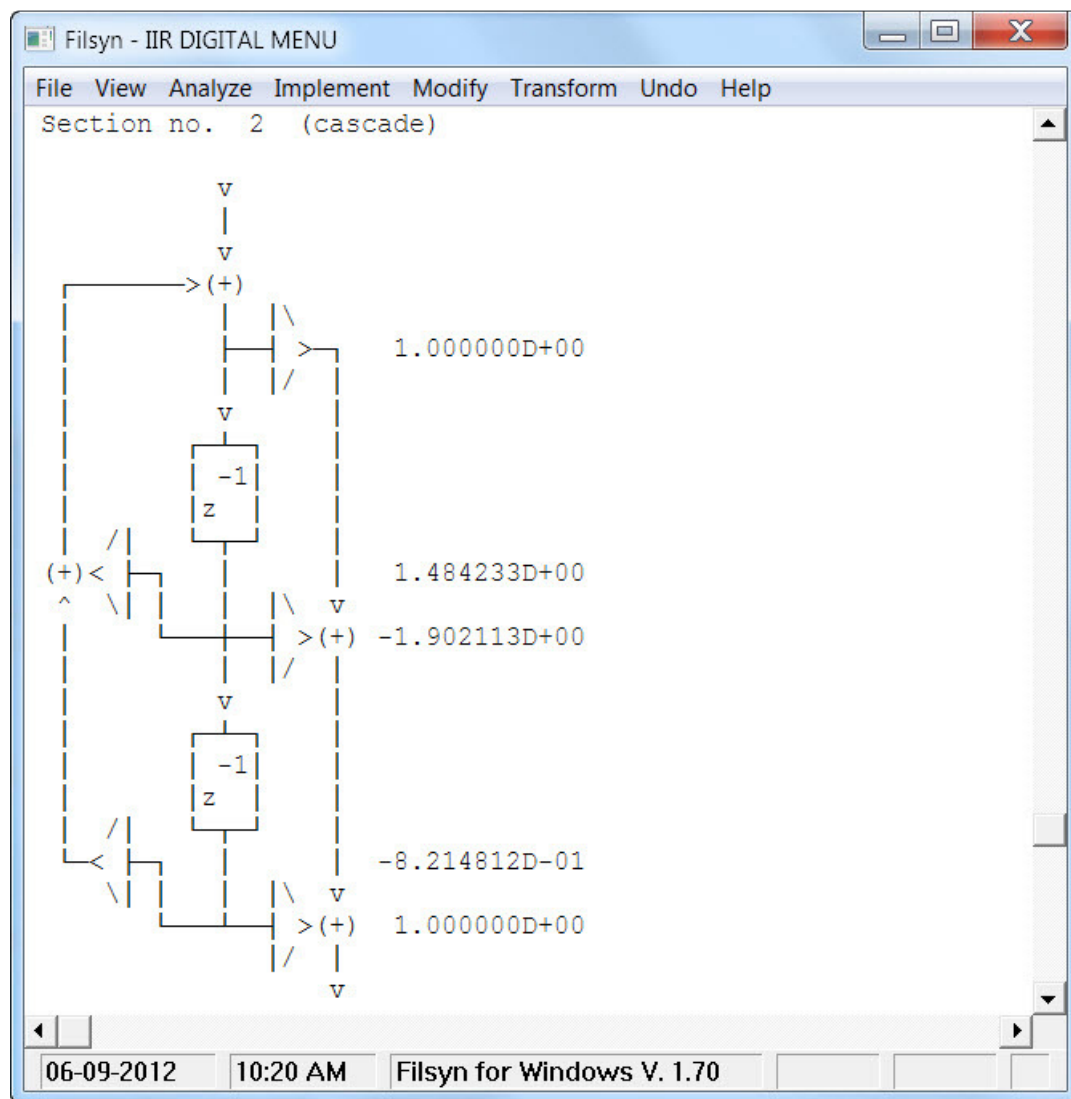 Filsyn - IIR DIGITAL MENU
File View Analyze Implement Modify Transform Undo Help
Section no. 2 (cascade)
v
v
>(+)
> 1.000000D+00
v
-1
z
(+)< 1.484233D+00
^ v
>(+) -1.902113D+00
v
-1
z
< -8.214812D-01
v
>(+) 1.000000D+00
v
06-09-2012 10:20 AM Filsyn for Windows V. 1.70